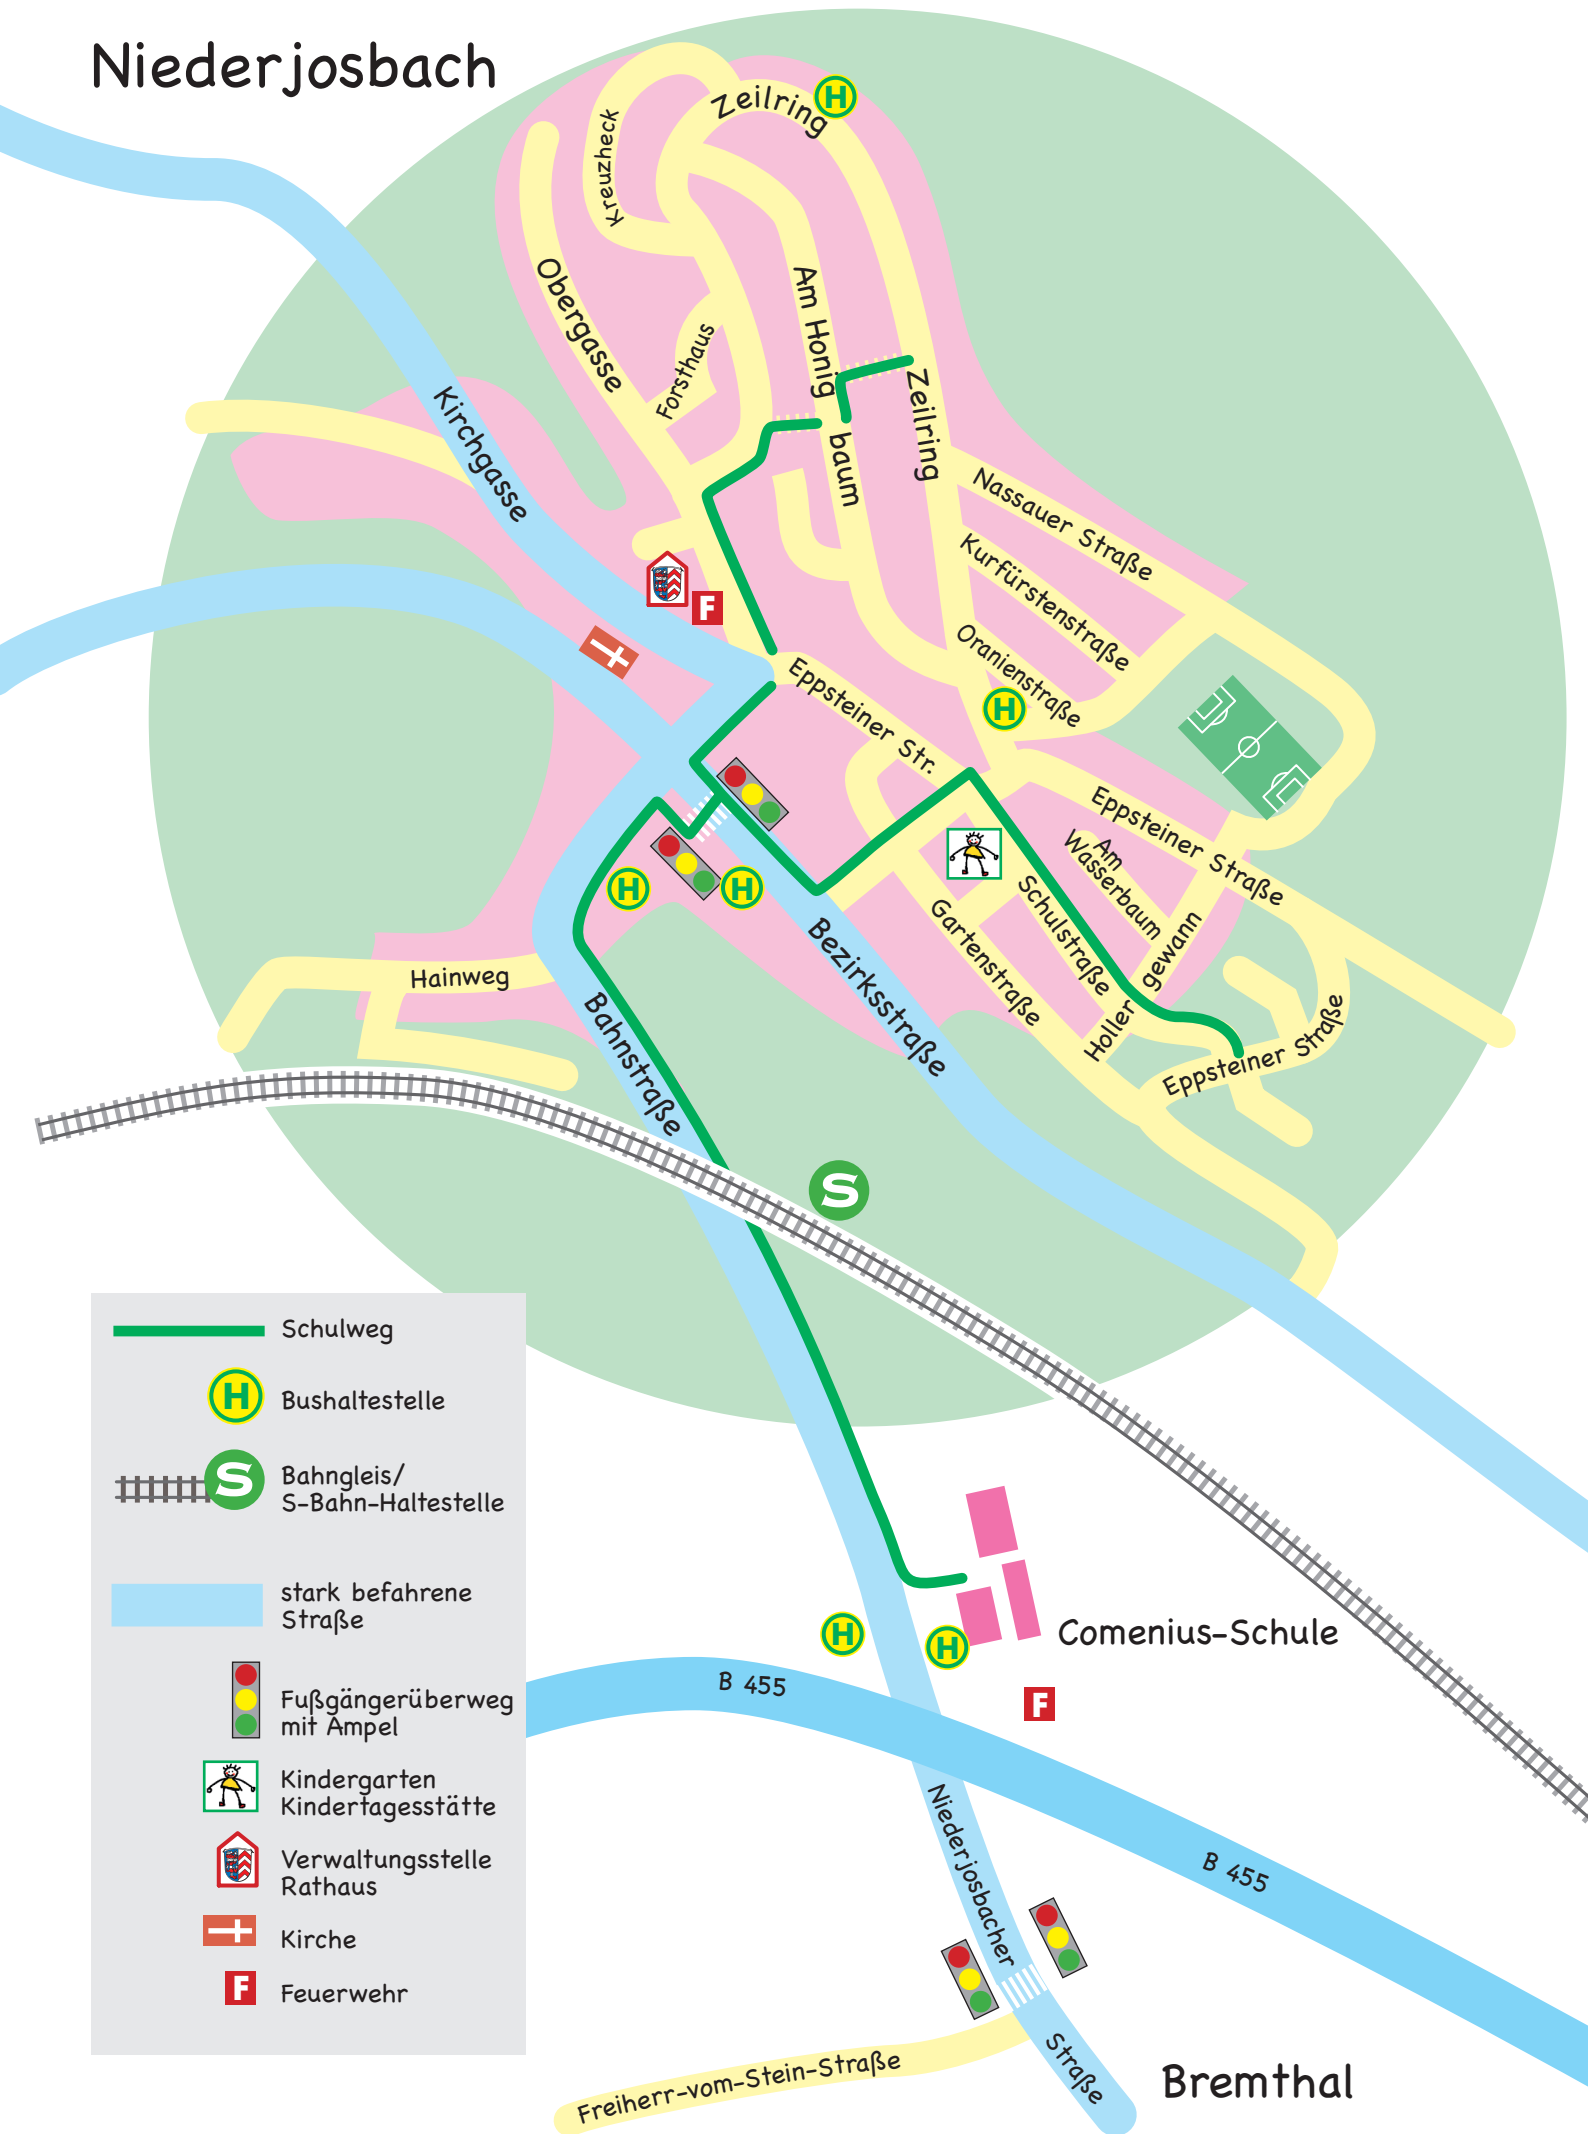 Niederjosbach
Zeilring
H
Kreuzheck
Obergasse
Am Honig
baum
Forsthaus
Zeilring
Kirchgasse
Nassauer Straße
Kurfürstenstraße
Oranienstraße
H
F
Eppsteiner Str.
Eppsteiner Straße
Am
Wasserbaum
H
H
Schulstraße
Gartenstraße
Holler
gewann
Bezirksstraße
Hainweg
Bahnstraße
Eppsteiner Straße
S
Schulweg
H
Bushaltestelle
S
Bahngleis/
S-Bahn-Haltestelle
stark befahrene
Straße
Fußgängerüberweg
mit Ampel
Kindergarten
Kindertagesstätte
Verwaltungsstelle
Rathaus
Kirche
F
Feuerwehr
Comenius-Schule
H
H
F
B 455
B 455
Niederjosbacher
Straße
Freiherr-vom-Stein-Straße
Bremthal